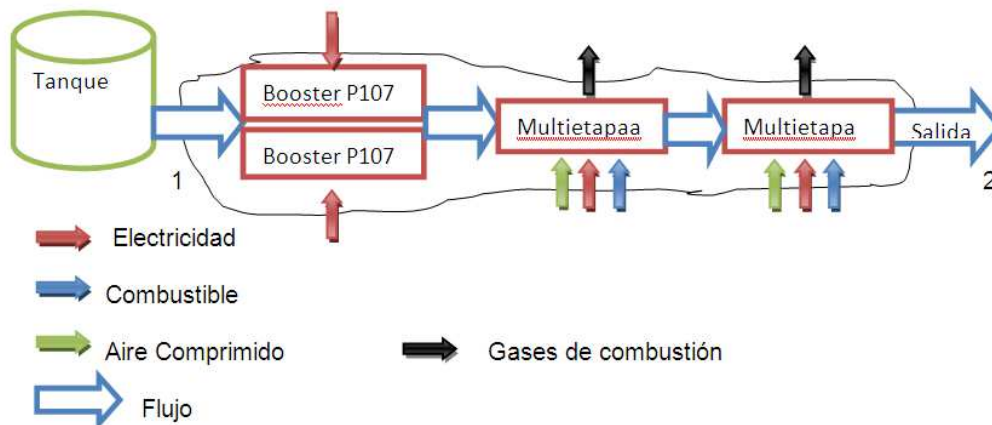 Tanque
Booster P107
Booster P107
Multietapaa
Multietapa
Salida
1
2
Electricidad
Combustible
Aire Comprimido
Gases de combustión
Flujo